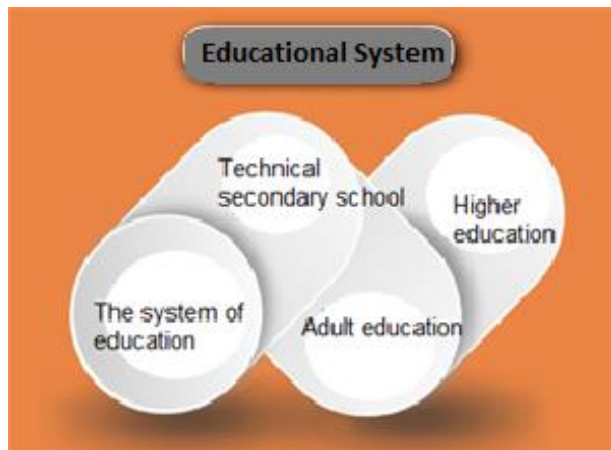 Educational System
Technical
secondary school
Higher
education
The system of
education
Adult education